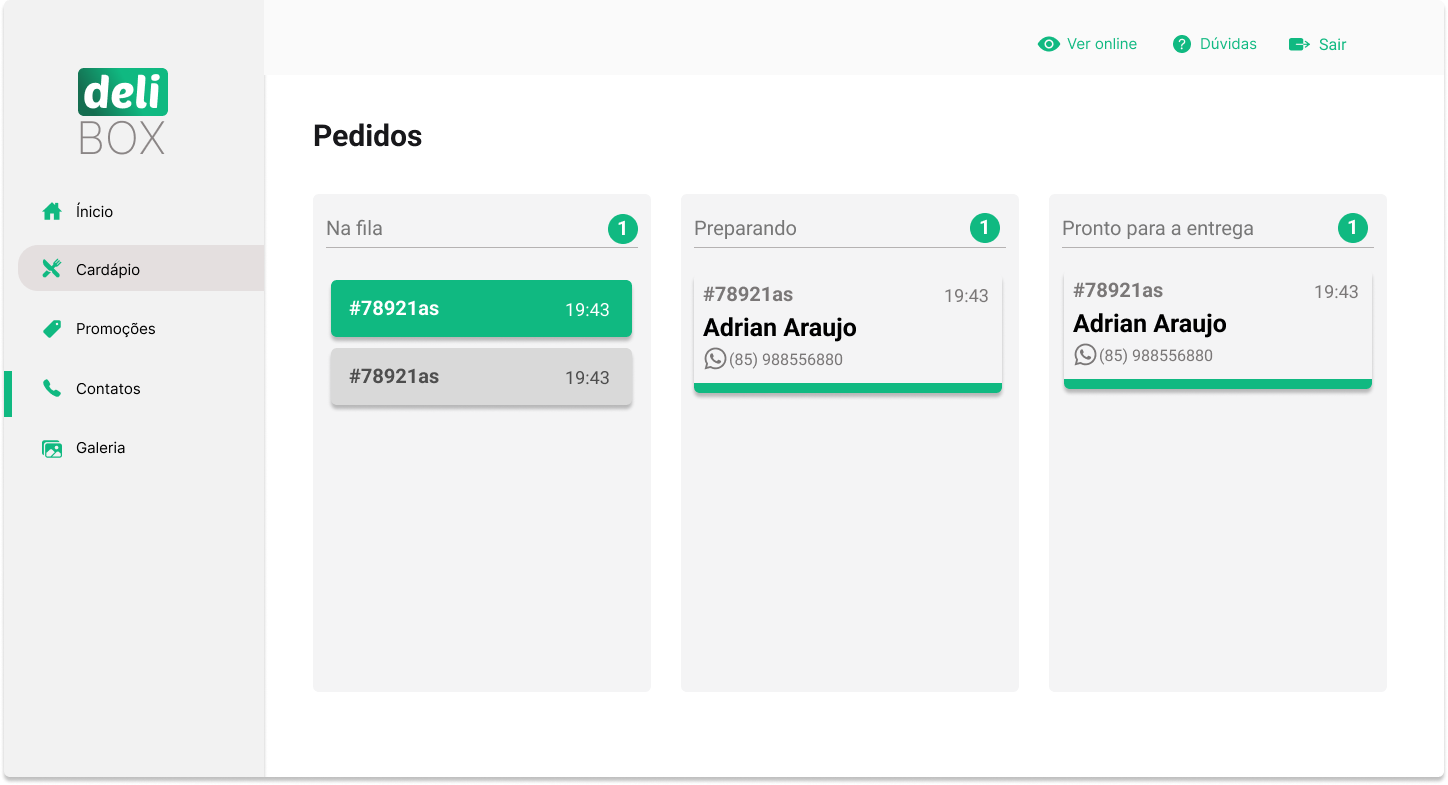 deli
BOX
Ver online
Dúvidas
Sair
Ínicio
Cardápio
Promoções
Contatos
Galeria
Pedidos
Na fila 1
#78921as 19:43
#78921as 19:43
Preparando 1
#78921as 19:43
Adrian Araujo
(85) 988556880
Pronto para a entrega 1
#78921as 19:43
Adrian Araujo
(85) 988556880